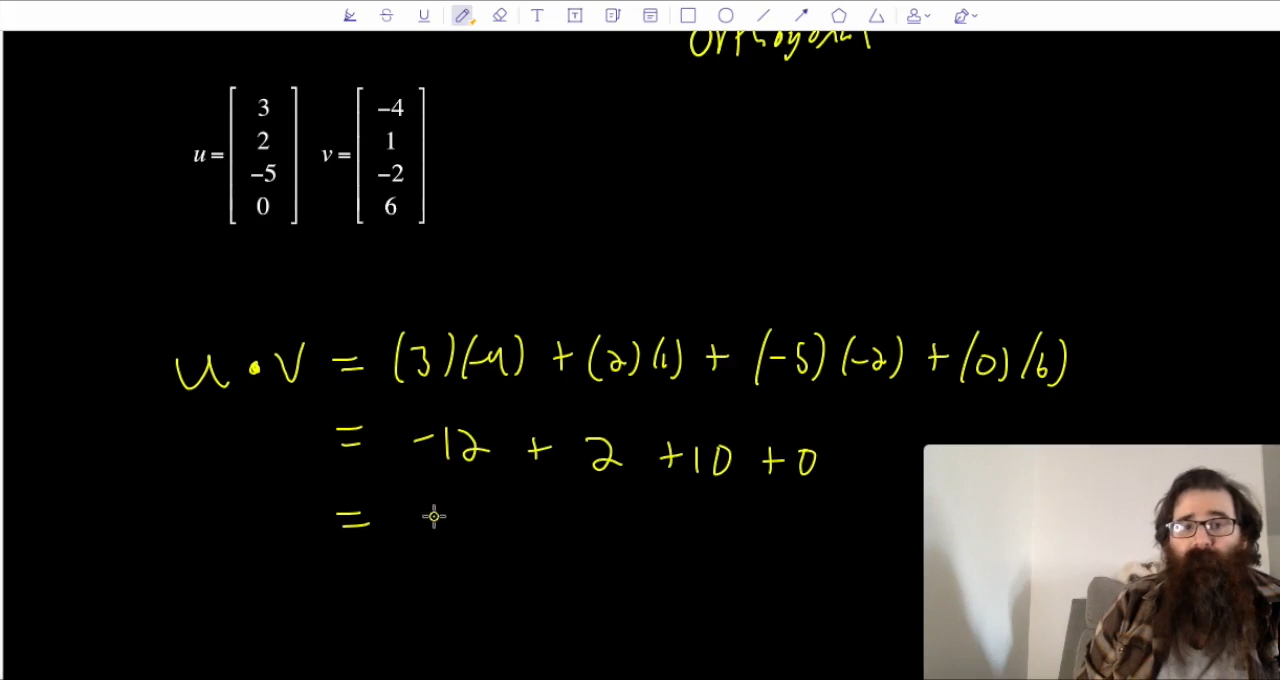 Orthogonal
u = [3 2 -5 0] v = [-4 1 -2 6]
u • v = (3)(-4) + (2)(1) + (-5)(-2) + (0)(6)
= -12 + 2 +10 +0
=